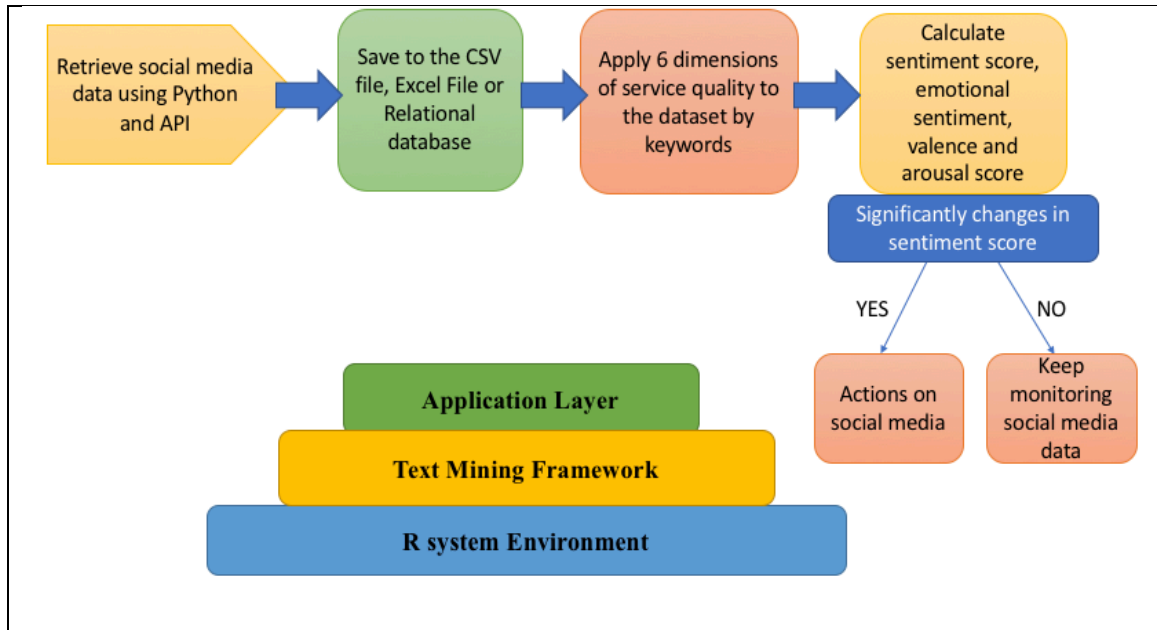 Retrieve social media
data using Python
and API
Save to the CSV
file, Excel File or
Relational
database
Apply 6 dimensions
of service quality to
the dataset by
keywords
Calculate
sentiment score,
emotional
sentiment,
valence and
arousal score
Significantly changes in
sentiment score
YES
NO
Actions on
social media
Keep
monitoring
social media
data
Application Layer
Text Mining Framework
R system Environment